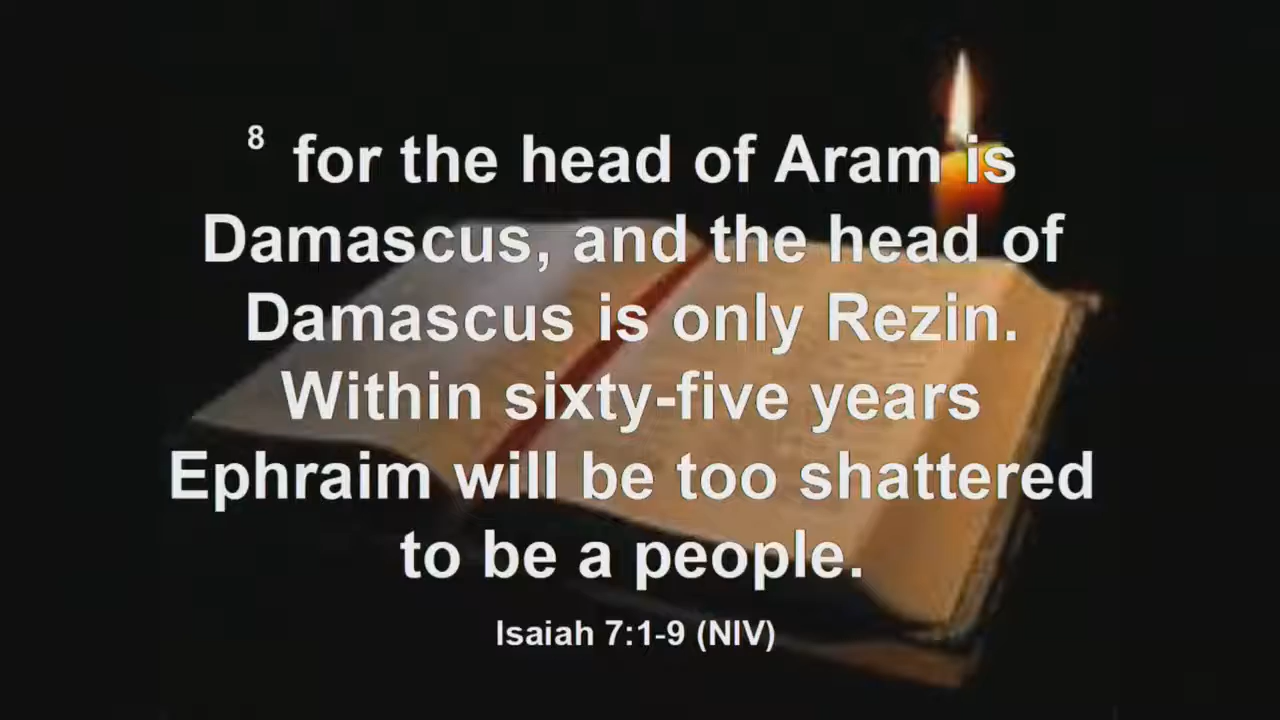 8 for the head of Aram is
Damascus, and the head of
Damascus is only Rezin.
Within sixty-five years
Ephraim will be too shattered
to be a people.
Isaiah 7:1-9 (NIV)